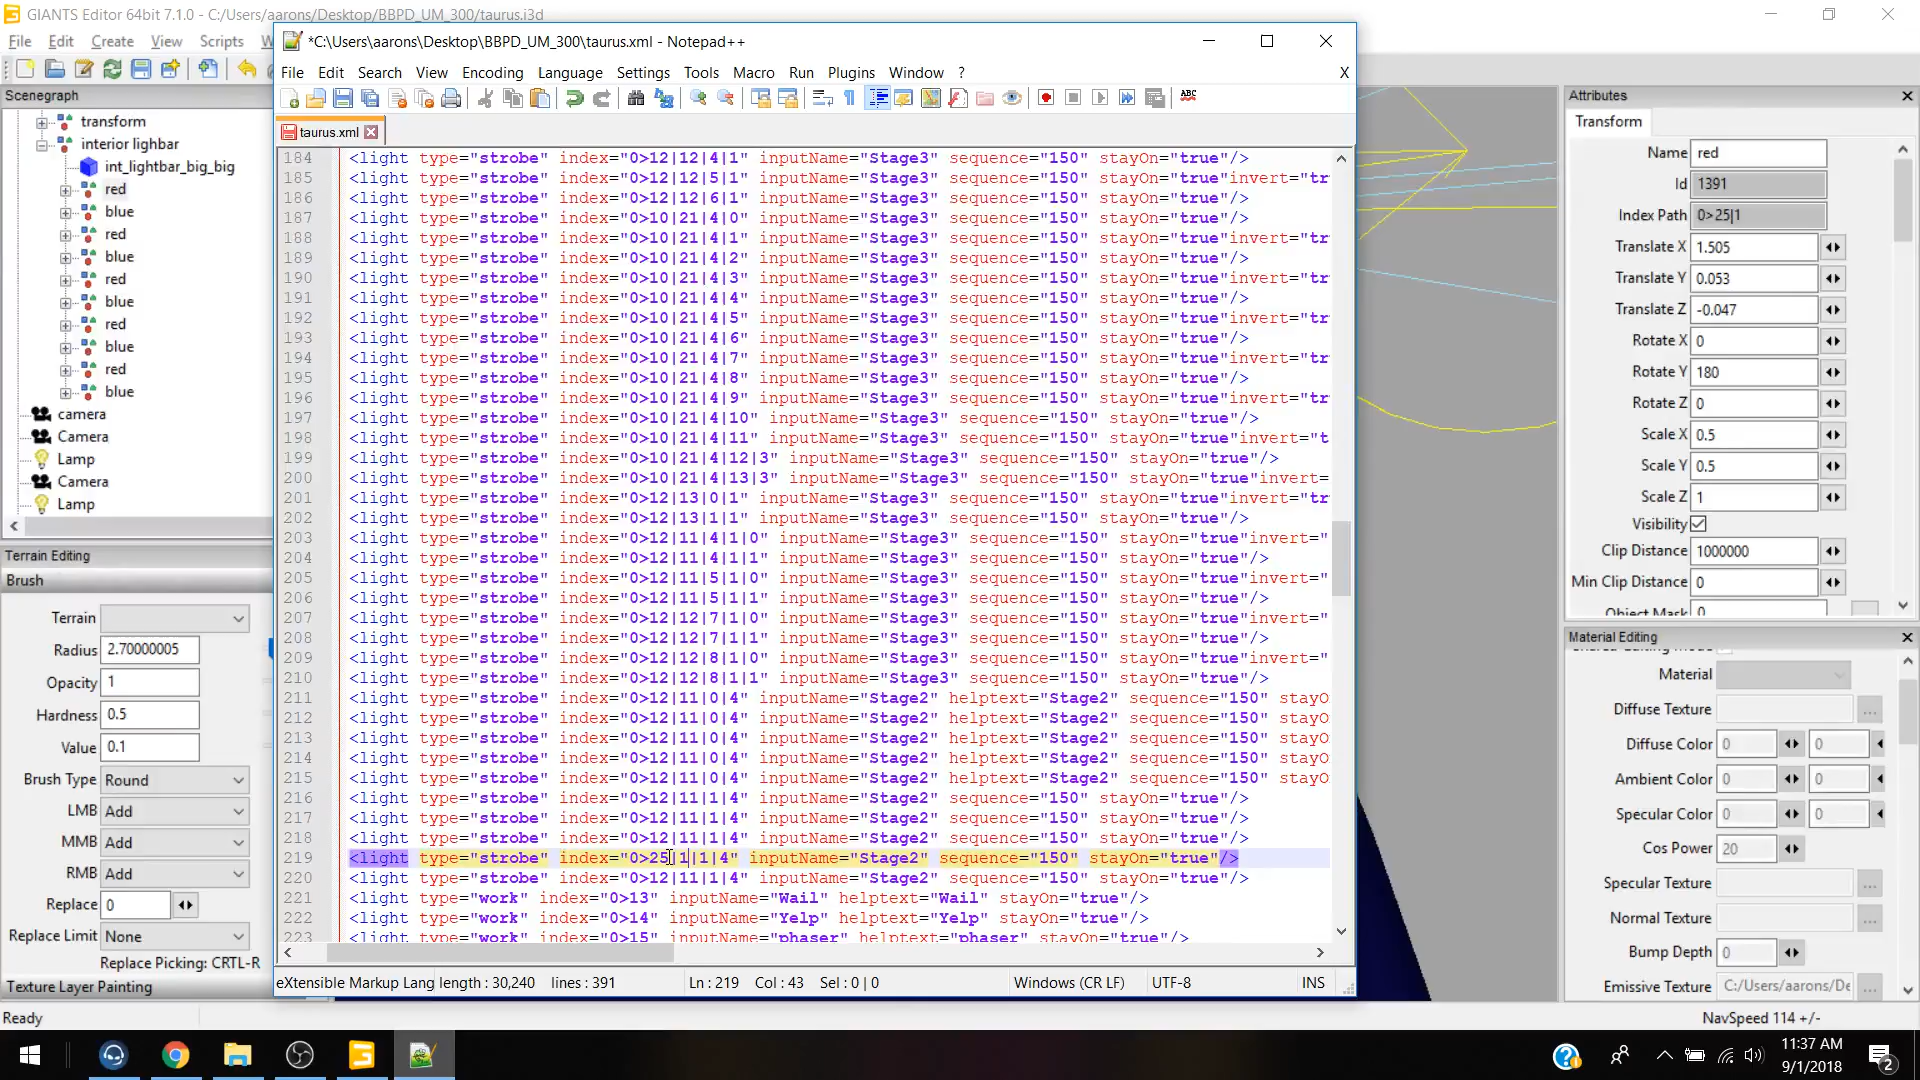 GIANTS Editor 64bit 7.1.0 - C:/Users/aarons/Desktop/BBPD_UM_300/taurus.i3d
File Edit Create View Scripts
Scenegraph
transform
interior lighbar
int_lightbar_big_big
red
blue
red
blue
red
blue
red
blue
red
blue
camera
Camera
Lamp
Camera
Lamp
Terrain Editing
Brush
Terrain
Radius 2.70000005
Opacity 1
Hardness 0.5
Value 0.1
Brush Type Round
LMB Add
MMB Add
RMB Add
Replace 0
Replace Limit None
Replace Picking: CRTL-R
Texture Layer Painting
Ready
*C:\Users\aarons\Desktop\BBPD_UM_300\taurus.xml - Notepad++
File Edit Search View Encoding Language Settings Tools Macro Run Plugins Window ? X
ABC
taurus.xml
184 <light type="strobe" index="0>12|12|4|1" inputName="Stage3" sequence="150" stayOn="true"/>
185 <light type="strobe" index="0>12|12|5|1" inputName="Stage3" sequence="150" stayOn="true"invert="tr
186 <light type="strobe" index="0>12|12|6|1" inputName="Stage3" sequence="150" stayOn="true"/>
187 <light type="strobe" index="0>10|21|4|0" inputName="Stage3" sequence="150" stayOn="true"/>
188 <light type="strobe" index="0>10|21|4|1" inputName="Stage3" sequence="150" stayOn="true"invert="tr
189 <light type="strobe" index="0>10|21|4|2" inputName="Stage3" sequence="150" stayOn="true"/>
190 <light type="strobe" index="0>10|21|4|3" inputName="Stage3" sequence="150" stayOn="true"invert="tr
191 <light type="strobe" index="0>10|21|4|4" inputName="Stage3" sequence="150" stayOn="true"/>
192 <light type="strobe" index="0>10|21|4|5" inputName="Stage3" sequence="150" stayOn="true"invert="tr
193 <light type="strobe" index="0>10|21|4|6" inputName="Stage3" sequence="150" stayOn="true"/>
194 <light type="strobe" index="0>10|21|4|7" inputName="Stage3" sequence="150" stayOn="true"invert="tr
195 <light type="strobe" index="0>10|21|4|8" inputName="Stage3" sequence="150" stayOn="true"/>
196 <light type="strobe" index="0>10|21|4|9" inputName="Stage3" sequence="150" stayOn="true"invert="tr
197 <light type="strobe" index="0>10|21|4|10" inputName="Stage3" sequence="150" stayOn="true"/>
198 <light type="strobe" index="0>10|21|4|11" inputName="Stage3" sequence="150" stayOn="true"invert="t
199 <light type="strobe" index="0>10|21|4|12|3" inputName="Stage3" sequence="150" stayOn="true"/>
200 <light type="strobe" index="0>10|21|4|13|3" inputName="Stage3" sequence="150" stayOn="true"invert=
201 <light type="strobe" index="0>12|13|0|1" inputName="Stage3" sequence="150" stayOn="true"invert="tr
202 <light type="strobe" index="0>12|13|1|1" inputName="Stage3" sequence="150" stayOn="true"/>
203 <light type="strobe" index="0>12|11|4|1|0" inputName="Stage3" sequence="150" stayOn="true"invert="
204 <light type="strobe" index="0>12|11|4|1|1" inputName="Stage3" sequence="150" stayOn="true"/>
205 <light type="strobe" index="0>12|11|5|1|0" inputName="Stage3" sequence="150" stayOn="true"invert="
206 <light type="strobe" index="0>12|11|5|1|1" inputName="Stage3" sequence="150" stayOn="true"/>
207 <light type="strobe" index="0>12|12|7|1|0" inputName="Stage3" sequence="150" stayOn="true"invert="
208 <light type="strobe" index="0>12|12|7|1|1" inputName="Stage3" sequence="150" stayOn="true"/>
209 <light type="strobe" index="0>12|12|8|1|0" inputName="Stage3" sequence="150" stayOn="true"invert="
210 <light type="strobe" index="0>12|12|8|1|1" inputName="Stage3" sequence="150" stayOn="true"/>
211 <light type="strobe" index="0>12|11|0|4" inputName="Stage2" helptext="Stage2" sequence="150" stayO
212 <light type="strobe" index="0>12|11|0|4" inputName="Stage2" helptext="Stage2" sequence="150" stayO
213 <light type="strobe" index="0>12|11|0|4" inputName="Stage2" helptext="Stage2" sequence="150" stayO
214 <light type="strobe" index="0>12|11|0|4" inputName="Stage2" helptext="Stage2" sequence="150" stayO
215 <light type="strobe" index="0>12|11|0|4" inputName="Stage2" helptext="Stage2" sequence="150" stayO
216 <light type="strobe" index="0>12|11|1|4" inputName="Stage2" sequence="150" stayOn="true"/>
217 <light type="strobe" index="0>12|11|1|4" inputName="Stage2" sequence="150" stayOn="true"/>
218 <light type="strobe" index="0>12|11|1|4" inputName="Stage2" sequence="150" stayOn="true"/>
219 <light type="strobe" index="0>25|1|1|4" inputName="Stage2" sequence="150" stayOn="true"/>
220 <light type="strobe" index="0>12|11|1|4" inputName="Stage2" sequence="150" stayOn="true"/>
221 <light type="work" index="0>13" inputName="Wail" helptext="Wail" stayOn="true"/>
222 <light type="work" index="0>14" inputName="Yelp" helptext="Yelp" stayOn="true"/>
223 <light type="work" index="0>15" inputName="phaser" helptext="phaser" stayOn="true"/>
eXtensible Markup Lang length : 30,240 lines : 391 Ln : 219 Col : 43 Sel : 0 | 0 Windows (CR LF) UTF-8 INS
Attributes
Transform
Name red
Id 1391
Index Path 0>25|1
Translate X 1.505
Translate Y 0.053
Translate Z -0.047
Rotate X 0
Rotate Y 180
Rotate Z 0
Scale X 0.5
Scale Y 0.5
Scale Z 1
Visibility
Clip Distance 1000000
Min Clip Distance 0
Object Mask 0
Material Editing
Material
Diffuse Texture ...
Diffuse Color 0 0
Ambient Color 0 0
Specular Color 0 0
Cos Power 20
Specular Texture ...
Normal Texture ...
Bump Depth 0
Emissive Texture C:/Users/aarons/De ...
NavSpeed 114 +/-
11:37 AM
9/1/2018
2